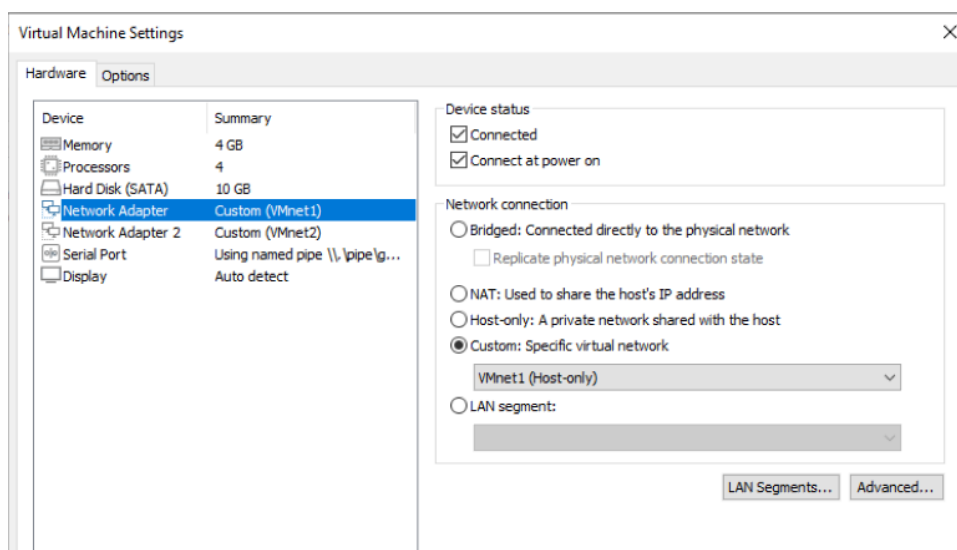 Virtual Machine Settings
Hardware Options
Device Summary
Memory 4 GB
Processors 4
Hard Disk (SATA) 10 GB
Network Adapter Custom (VMnet1)
Network Adapter 2 Custom (VMnet2)
Serial Port Using named pipe \\.\pipe\g...
Display Auto detect
Device status
Connected
Connect at power on
Network connection
Bridged: Connected directly to the physical network
Replicate physical network connection state
NAT: Used to share the host's IP address
Host-only: A private network shared with the host
Custom: Specific virtual network
VMnet1 (Host-only)
LAN segment:
LAN Segments... Advanced...